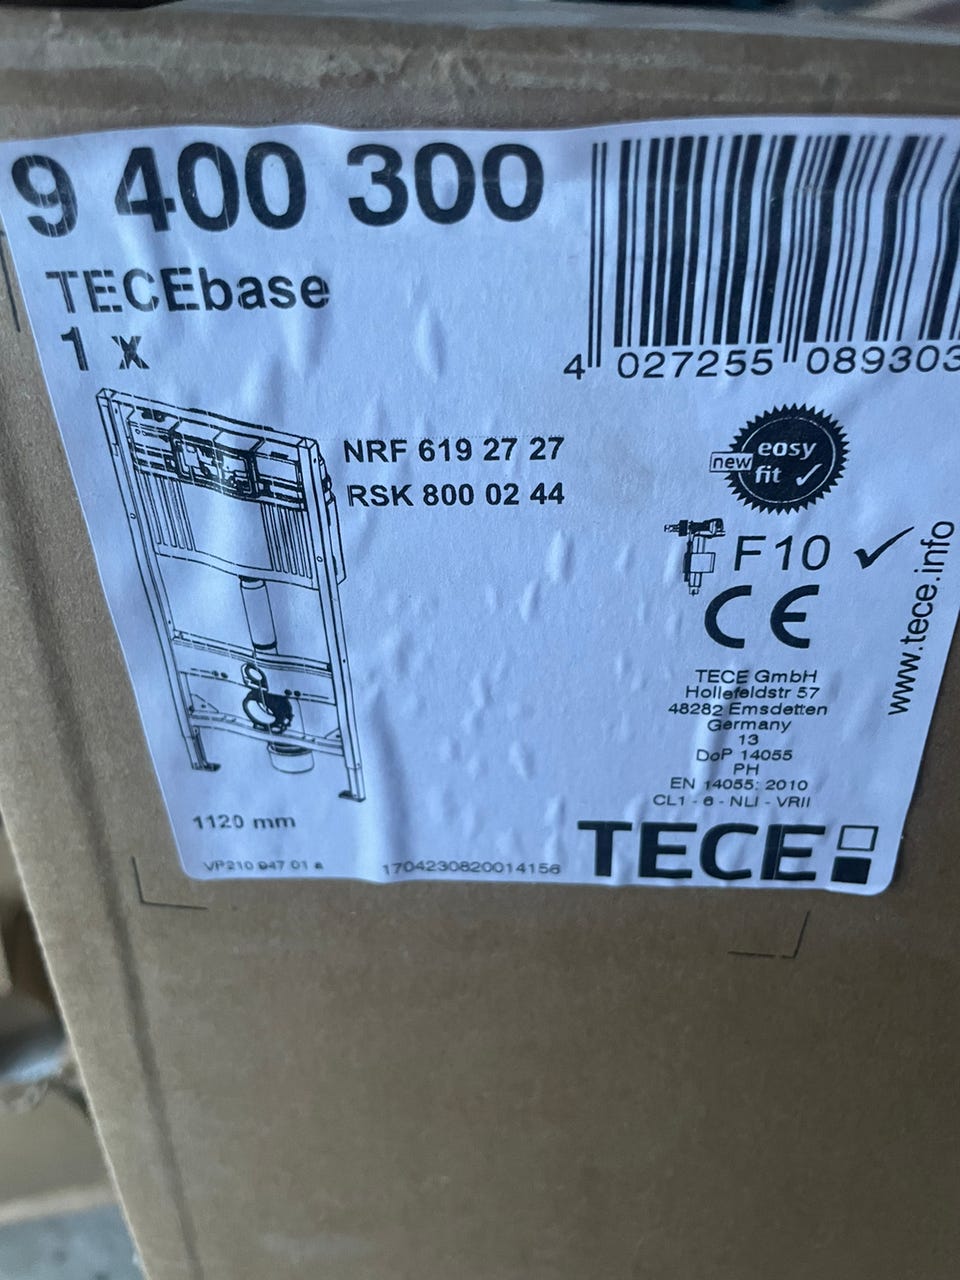 9 400 300
TECEbase
1 x
4 027255 089303
NRF 619 27 27
RSK 800 02 44
new easy
fit
F10
CE
www.tece.info
TECE GmbH
Hollefeldstr 57
48282 Emsdetten
Germany
13
DoP 14055
PH
EN 14055: 2010
CL1 - 6 - NLI - VRII
1120 mm
VP210 947 01 a
1704230820014156
TECE